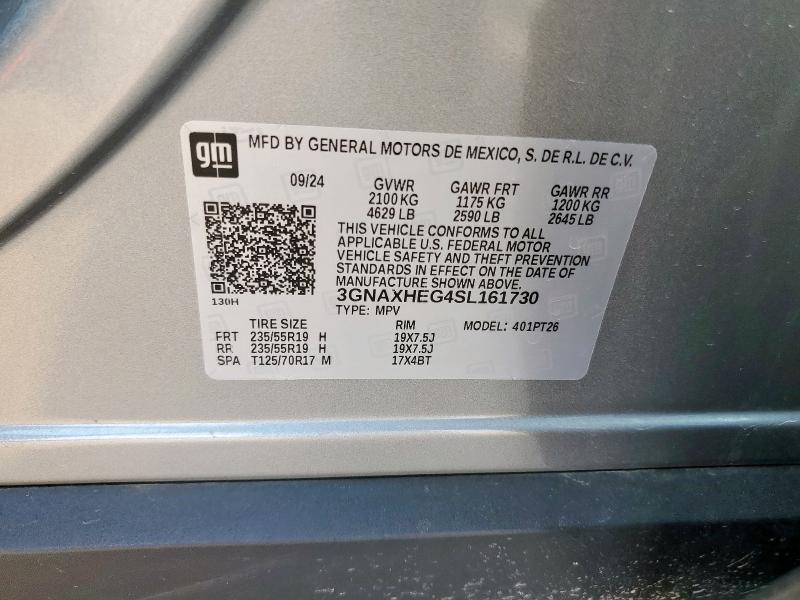 gm MFD BY GENERAL MOTORS DE MEXICO, S. DE R.L. DE C.V.
09/24 GVWR GAWR FRT GAWR RR
2100 KG 1175 KG 1200 KG
4629 LB 2590 LB 2645 LB
THIS VEHICLE CONFORMS TO ALL
APPLICABLE U.S. FEDERAL MOTOR
VEHICLE SAFETY AND THEFT PREVENTION
STANDARDS IN EFFECT ON THE DATE OF
MANUFACTURE SHOWN ABOVE.
130H 3GNAXHEG4SL161730
TYPE: MPV
TIRE SIZE RIM MODEL: 401PT26
FRT 235/55R19 H 19X7.5J
RR 235/55R19 H 19X7.5J
SPA T125/70R17 M 17X4BT